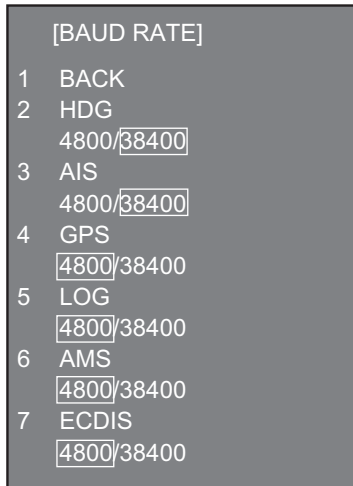 [BAUD RATE]
1 BACK
2 HDG
4800/38400
3 AIS
4800/38400
4 GPS
4800/38400
5 LOG
4800/38400
6 AMS
4800/38400
7 ECDIS
4800/38400